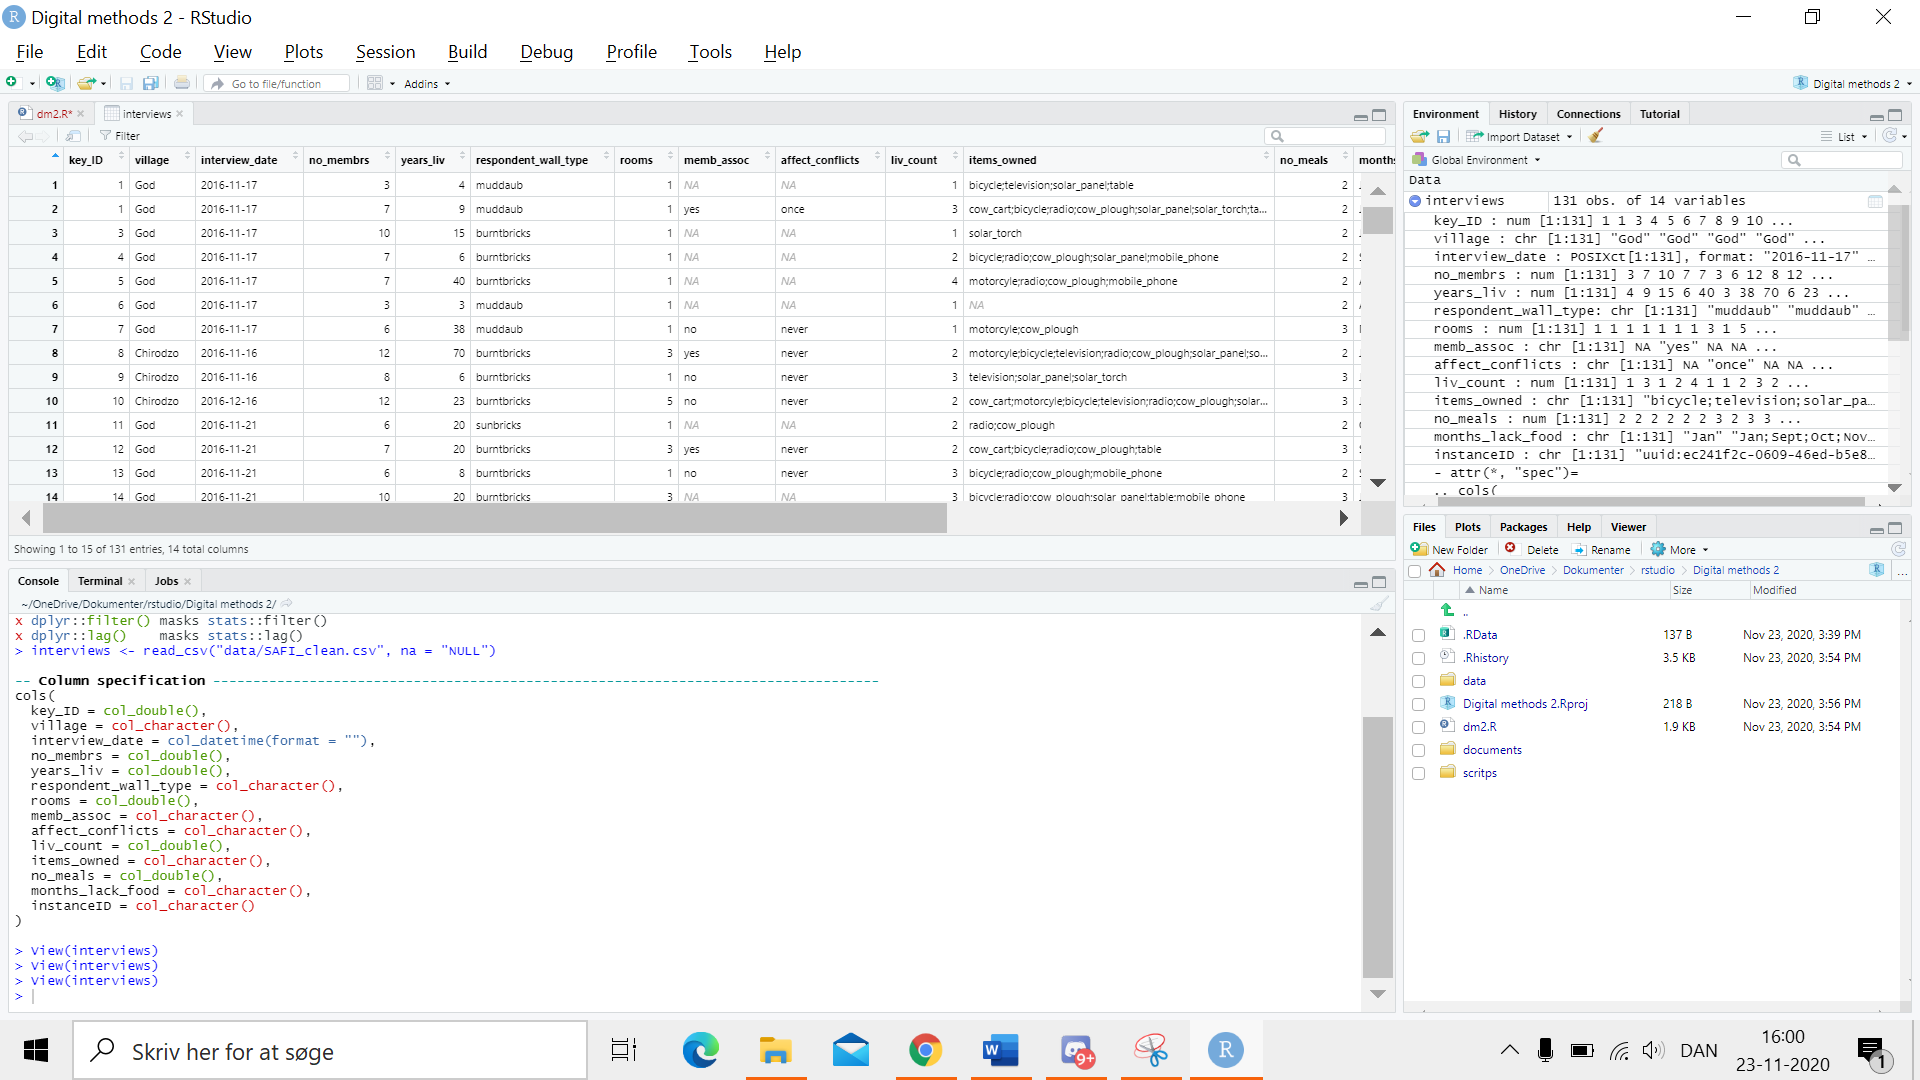 Digital methods 2 - RStudio
File Edit Code View Plots Session Build Debug Profile Tools Help
Go to file/function Addins Digital methods 2
dm2.R* interviews
Filter
key_ID village interview_date no_membrs years_liv respondent_wall_type rooms memb_assoc affect_conflicts liv_count items_owned no_meals months
1 1 God 2016-11-17 3 4 muddaub 1 NA NA 1 bicycle;television;solar_panel;table 2
2 1 God 2016-11-17 7 9 muddaub 1 yes once 3 cow_cart;bicycle;radio;cow_plough;solar_panel;solar_torch;ta... 2
3 3 God 2016-11-17 10 15 burntbricks 1 NA NA 1 solar_torch 2
4 4 God 2016-11-17 7 6 burntbricks 1 NA NA 2 bicycle;radio;cow_plough;solar_panel;mobile_phone 2
5 5 God 2016-11-17 7 40 burntbricks 1 NA NA 4 motorcyle;radio;cow_plough;mobile_phone 2
6 6 God 2016-11-17 3 3 muddaub 1 NA NA 1 NA 2
7 7 God 2016-11-17 6 38 muddaub 1 no never 1 motorcyle;cow_plough 3
8 8 Chirodzo 2016-11-16 12 70 burntbricks 3 yes never 2 motorcyle;bicycle;television;radio;cow_plough;solar_panel;so... 2
9 9 Chirodzo 2016-11-16 8 6 burntbricks 1 no never 3 television;solar_panel;solar_torch 3
10 10 Chirodzo 2016-12-16 12 23 burntbricks 5 no never 2 cow_cart;motorcyle;bicycle;television;radio;cow_plough;solar... 3
11 11 God 2016-11-21 6 20 sunbricks 1 NA NA 2 radio;cow_plough 2
12 12 God 2016-11-21 7 20 burntbricks 3 yes never 2 cow_cart;bicycle;radio;cow_plough;table 3
13 13 God 2016-11-21 6 8 burntbricks 1 no never 3 bicycle;radio;cow_plough;mobile_phone 2
14 14 God 2016-11-21 10 20 burntbricks 3 NA NA 3 bicycle;radio;cow_plough;solar_panel;table;mobile_phone 3
Showing 1 to 15 of 131 entries, 14 total columns
Console Terminal Jobs
~/OneDrive/Dokumenter/rstudio/Digital methods 2/
x dplyr::filter() masks stats::filter()
x dplyr::lag() masks stats::lag()
> interviews <- read_csv("data/SAFI_clean.csv", na = "NULL")
-- Column specification ------------------------------------------------------------------------------------
cols(
key_ID = col_double(),
village = col_character(),
interview_date = col_datetime(format = ""),
no_membrs = col_double(),
years_liv = col_double(),
respondent_wall_type = col_character(),
rooms = col_double(),
memb_assoc = col_character(),
affect_conflicts = col_character(),
liv_count = col_double(),
items_owned = col_character(),
no_meals = col_double(),
months_lack_food = col_character(),
instanceID = col_character()
)
> View(interviews)
> View(interviews)
> View(interviews)
>
Environment History Connections Tutorial
Import Dataset List
Global Environment
Data
interviews 131 obs. of 14 variables
key_ID : num [1:131] 1 1 3 4 5 6 7 8 9 10 ...
village : chr [1:131] "God" "God" "God" "God" ...
interview_date : POSIXct[1:131], format: "2016-11-17" ...
no_membrs : num [1:131] 3 7 10 7 7 3 6 12 8 12 ...
years_liv : num [1:131] 4 9 15 6 40 3 38 70 6 23 ...
respondent_wall_type: chr [1:131] "muddaub" "muddaub" ...
rooms : num [1:131] 1 1 1 1 1 1 1 3 1 5 ...
memb_assoc : chr [1:131] NA "yes" NA NA ...
affect_conflicts : chr [1:131] NA "once" NA NA ...
liv_count : num [1:131] 1 3 1 2 4 1 1 2 3 2 ...
items_owned : chr [1:131] "bicycle;television;solar_pa...
no_meals : num [1:131] 2 2 2 2 2 2 3 2 3 3 ...
months_lack_food : chr [1:131] "Jan" "Jan;Sept;Oct;Nov...
instanceID : chr [1:131] "uuid:ec241f2c-0609-46ed-b5e8...
- attr(*, "spec")=
.. cols(
Files Plots Packages Help Viewer
New Folder Delete Rename More
Home OneDrive Dokumenter rstudio Digital methods 2 ...
Name Size Modified
..
.RData 137 B Nov 23, 2020, 3:39 PM
.Rhistory 3.5 KB Nov 23, 2020, 3:54 PM
data
Digital methods 2.Rproj 218 B Nov 23, 2020, 3:56 PM
dm2.R 1.9 KB Nov 23, 2020, 3:54 PM
documents
scritps
Skriv her for at søge
9+
DAN
16:00
23-11-2020
1